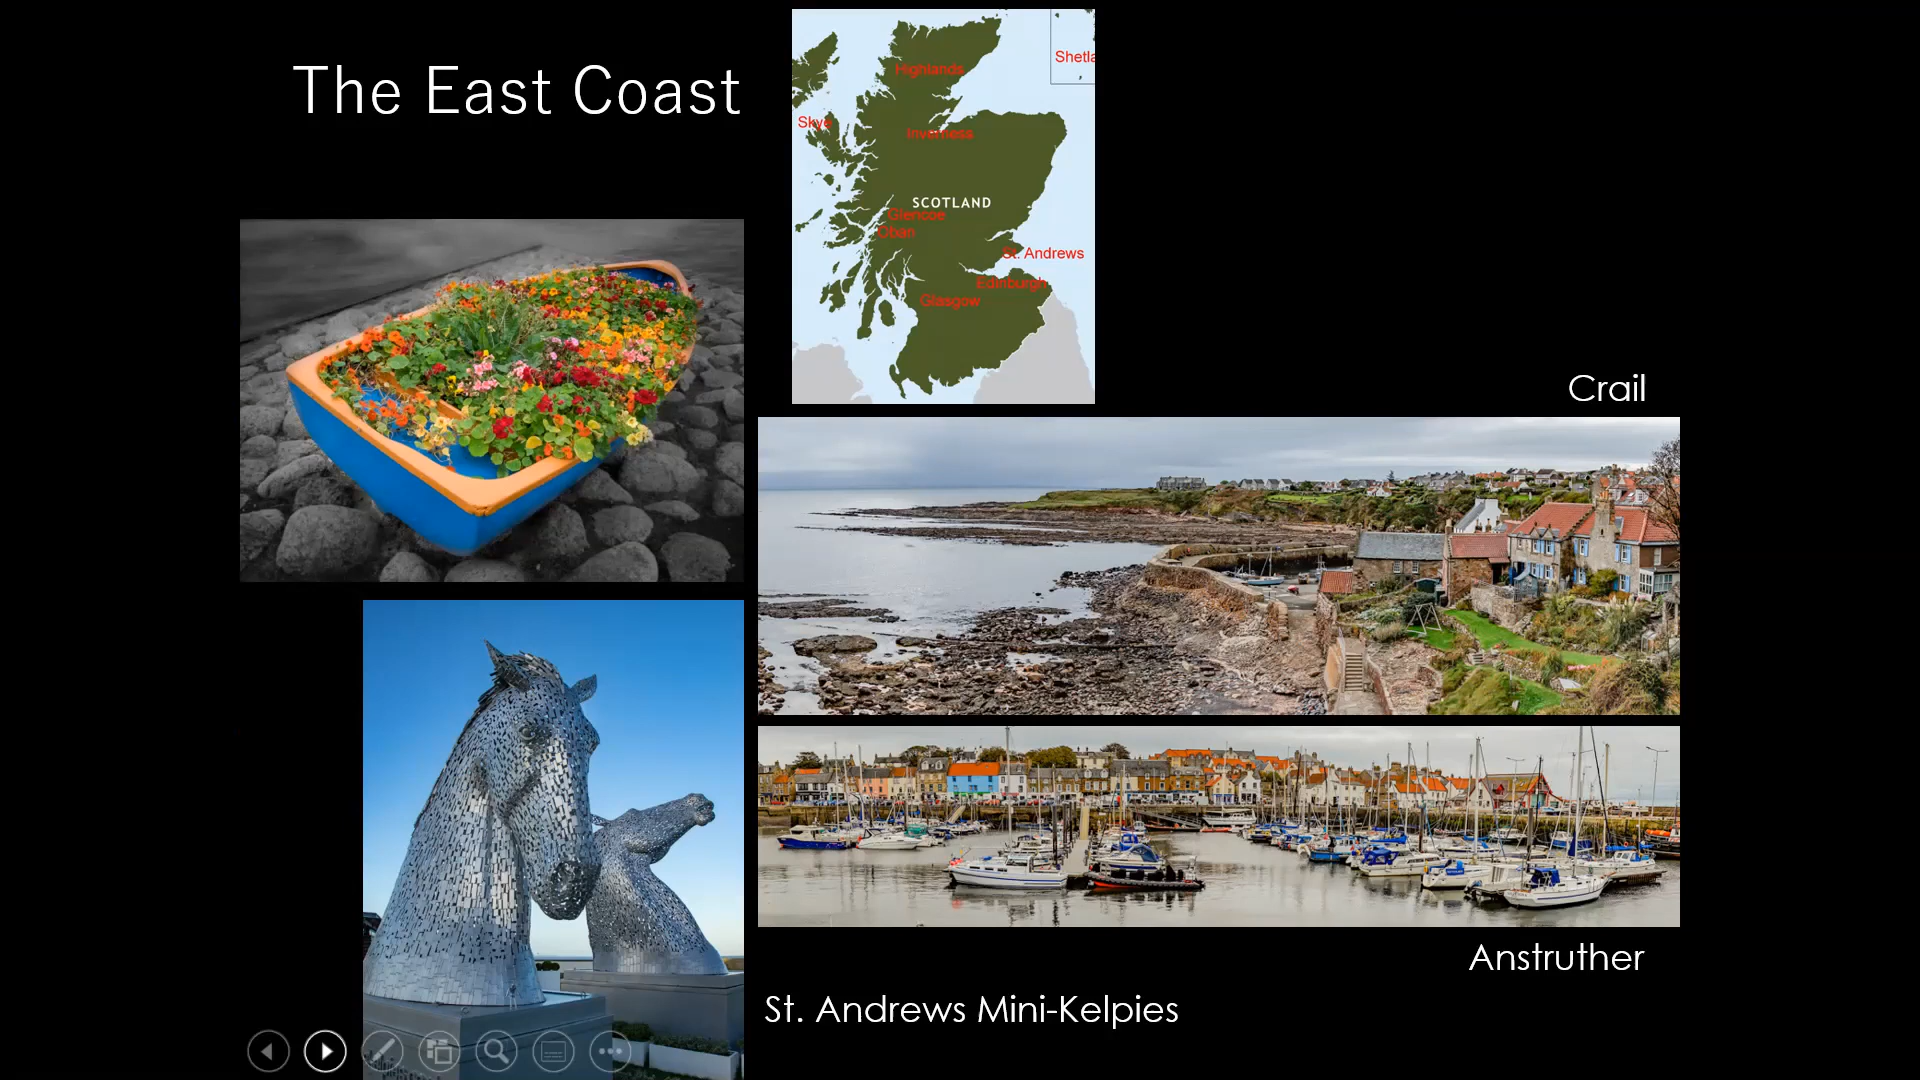 The East Coast
Shetla
Highlands
Skye
Inverness
SCOTLAND
Glencoe
Oban
St. Andrews
Edinburgh
Glasgow
Crail
Anstruther
St. Andrews Mini-Kelpies